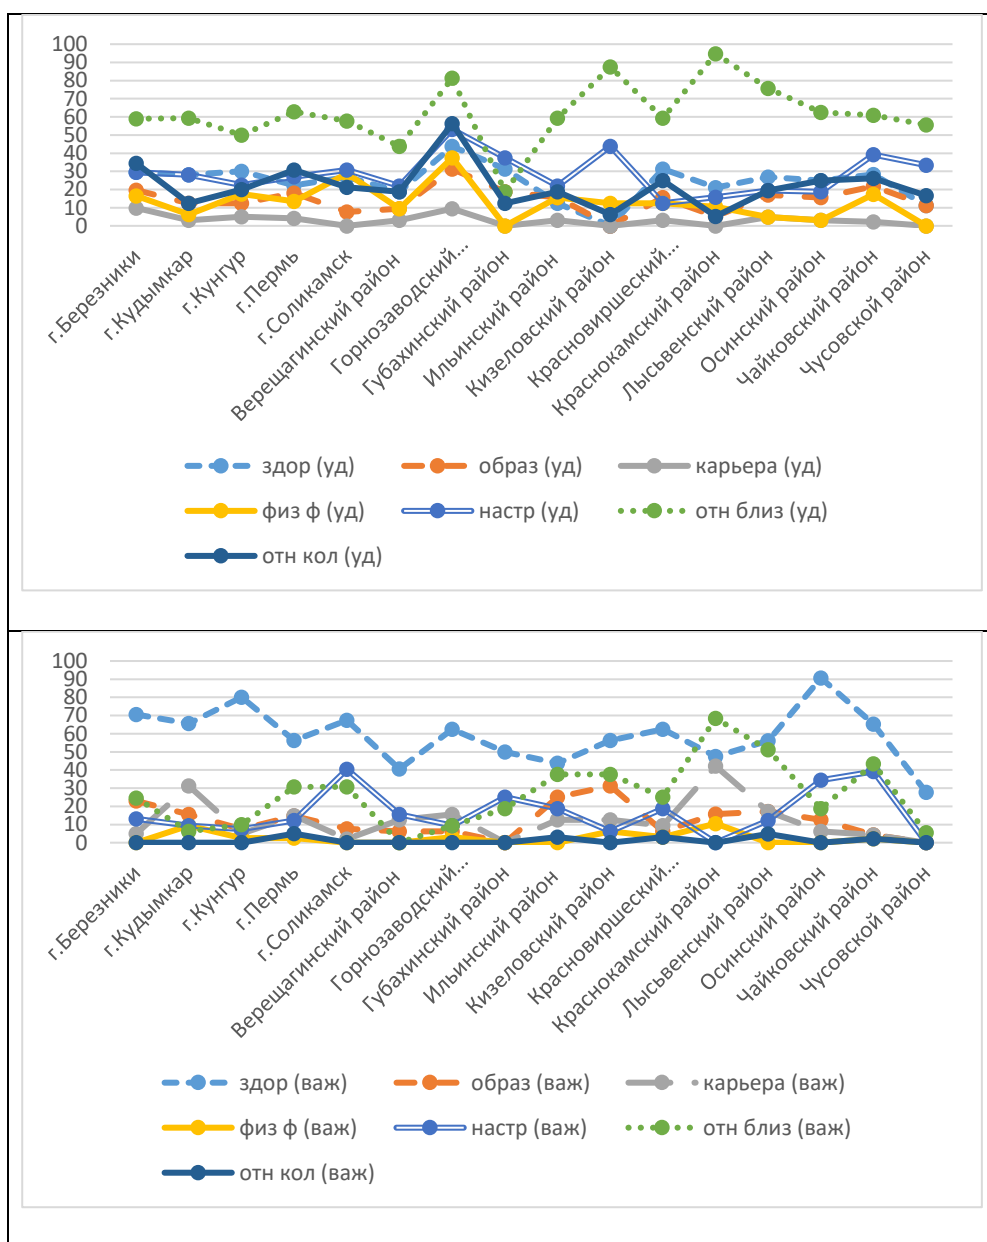 100
90
80
70
60
50
40
30
20
10
0
г.Березники
г.Кудымкар
г.Кунгур
г.Пермь
г.Соликамск
Верещагинский район
Горнозаводский…
Губахинский район
Ильинский район
Кизеловский район
Красновиршеский…
Краснокамский район
Лысьвенский район
Осинский район
Чайковский район
Чусовской район
здор (уд) образ (уд) карьера (уд)
физ ф (уд) настр (уд) отн близ (уд)
отн кол (уд)
100
90
80
70
60
50
40
30
20
10
0
г.Березники
г.Кудымкар
г.Кунгур
г.Пермь
г.Соликамск
Верещагинский район
Горнозаводский…
Губахинский район
Ильинский район
Кизеловский район
Красновиршеский…
Краснокамский район
Лысьвенский район
Осинский район
Чайковский район
Чусовской район
здор (важ) образ (важ) карьера (важ)
физ ф (важ) настр (важ) отн близ (важ)
отн кол (важ)